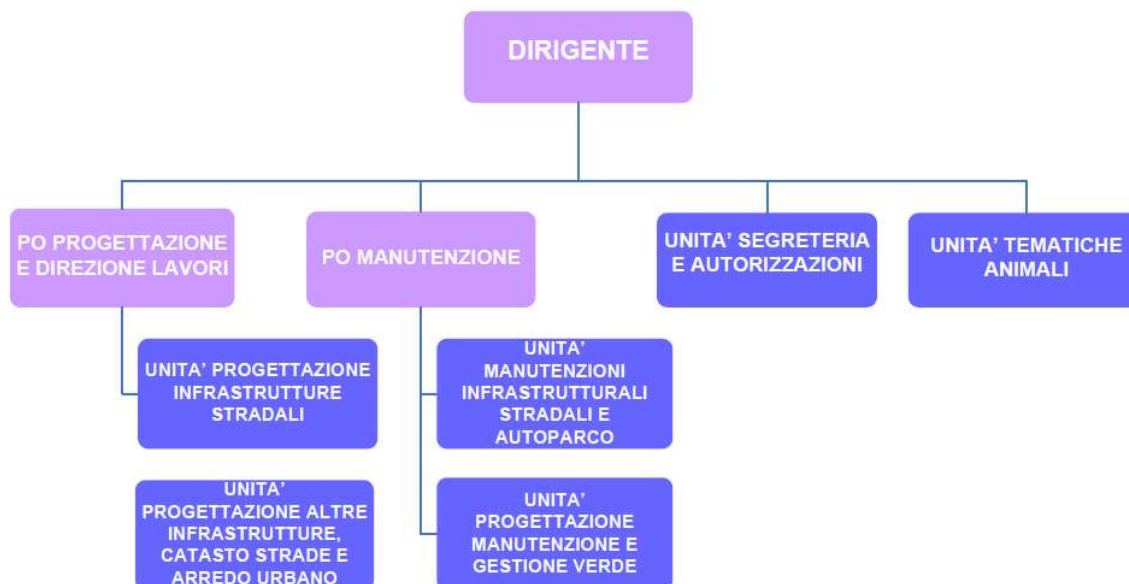 DIRIGENTE
PO PROGETTAZIONE
E DIREZIONE LAVORI
PO MANUTENZIONE
UNITA’ SEGRETERIA
E AUTORIZZAZIONI
UNITA’ TEMATICHE
ANIMALI
UNITA’ PROGETTAZIONE
INFRASTRUTTURE
STRADALI
UNITA’
MANUTENZIONI
INFRASTRUTTURALI
STRADALI E
AUTOPARCO
UNITA’
PROGETTAZIONE ALTRE
INFRASTRUTTURE,
CATASTO STRADE E
ARREDO URBANO
UNITA’
PROGETTAZIONE
MANUTENZIONE E
GESTIONE VERDE